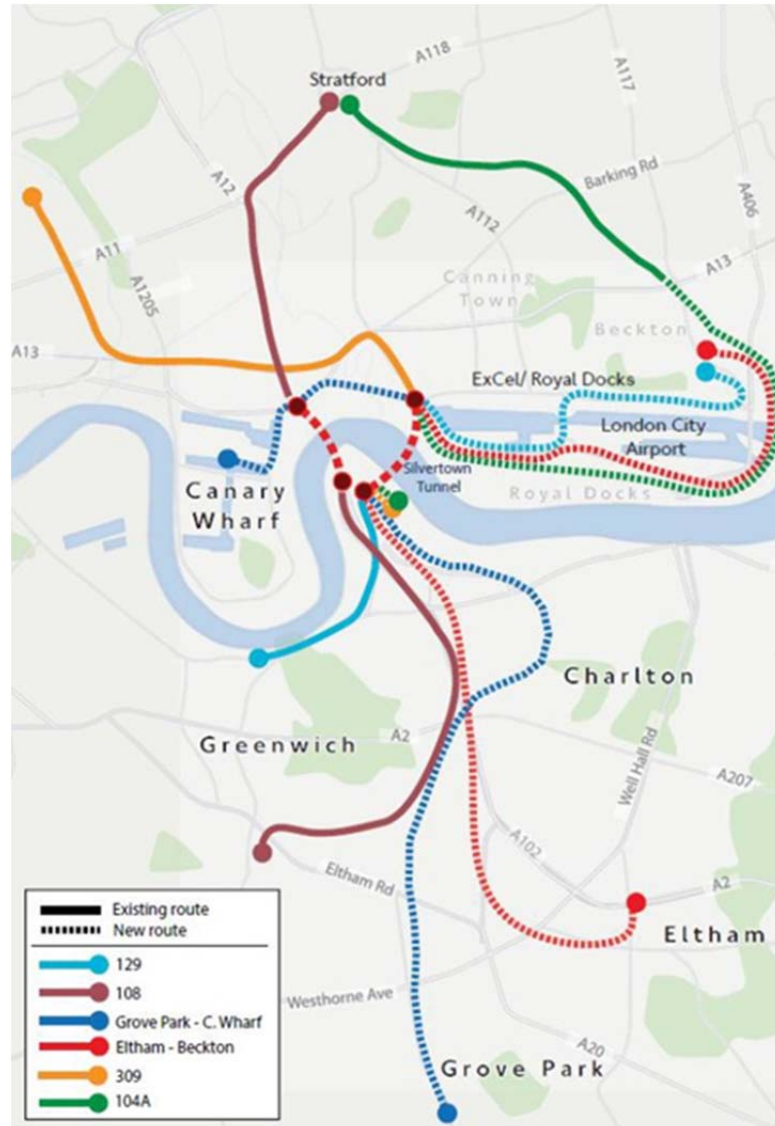 A118
A117
Stratford
A12
Barking Rd
A406
A112
A11
A13
Canning
Town
A1205
Beckton
A13
ExCel/ Royal Docks
London City
Airport
Silvertown
Tunnel
Canary
Wharf
Royal Docks
Charlton
Greenwich
A2
Well Hall Rd
A207
A102
Eltham Rd
A2
Eltham
Existing route
New route
129
108
Grove Park - C. Wharf
Eltham - Beckton
309
104A
Westhorne Ave
A20
Grove Park